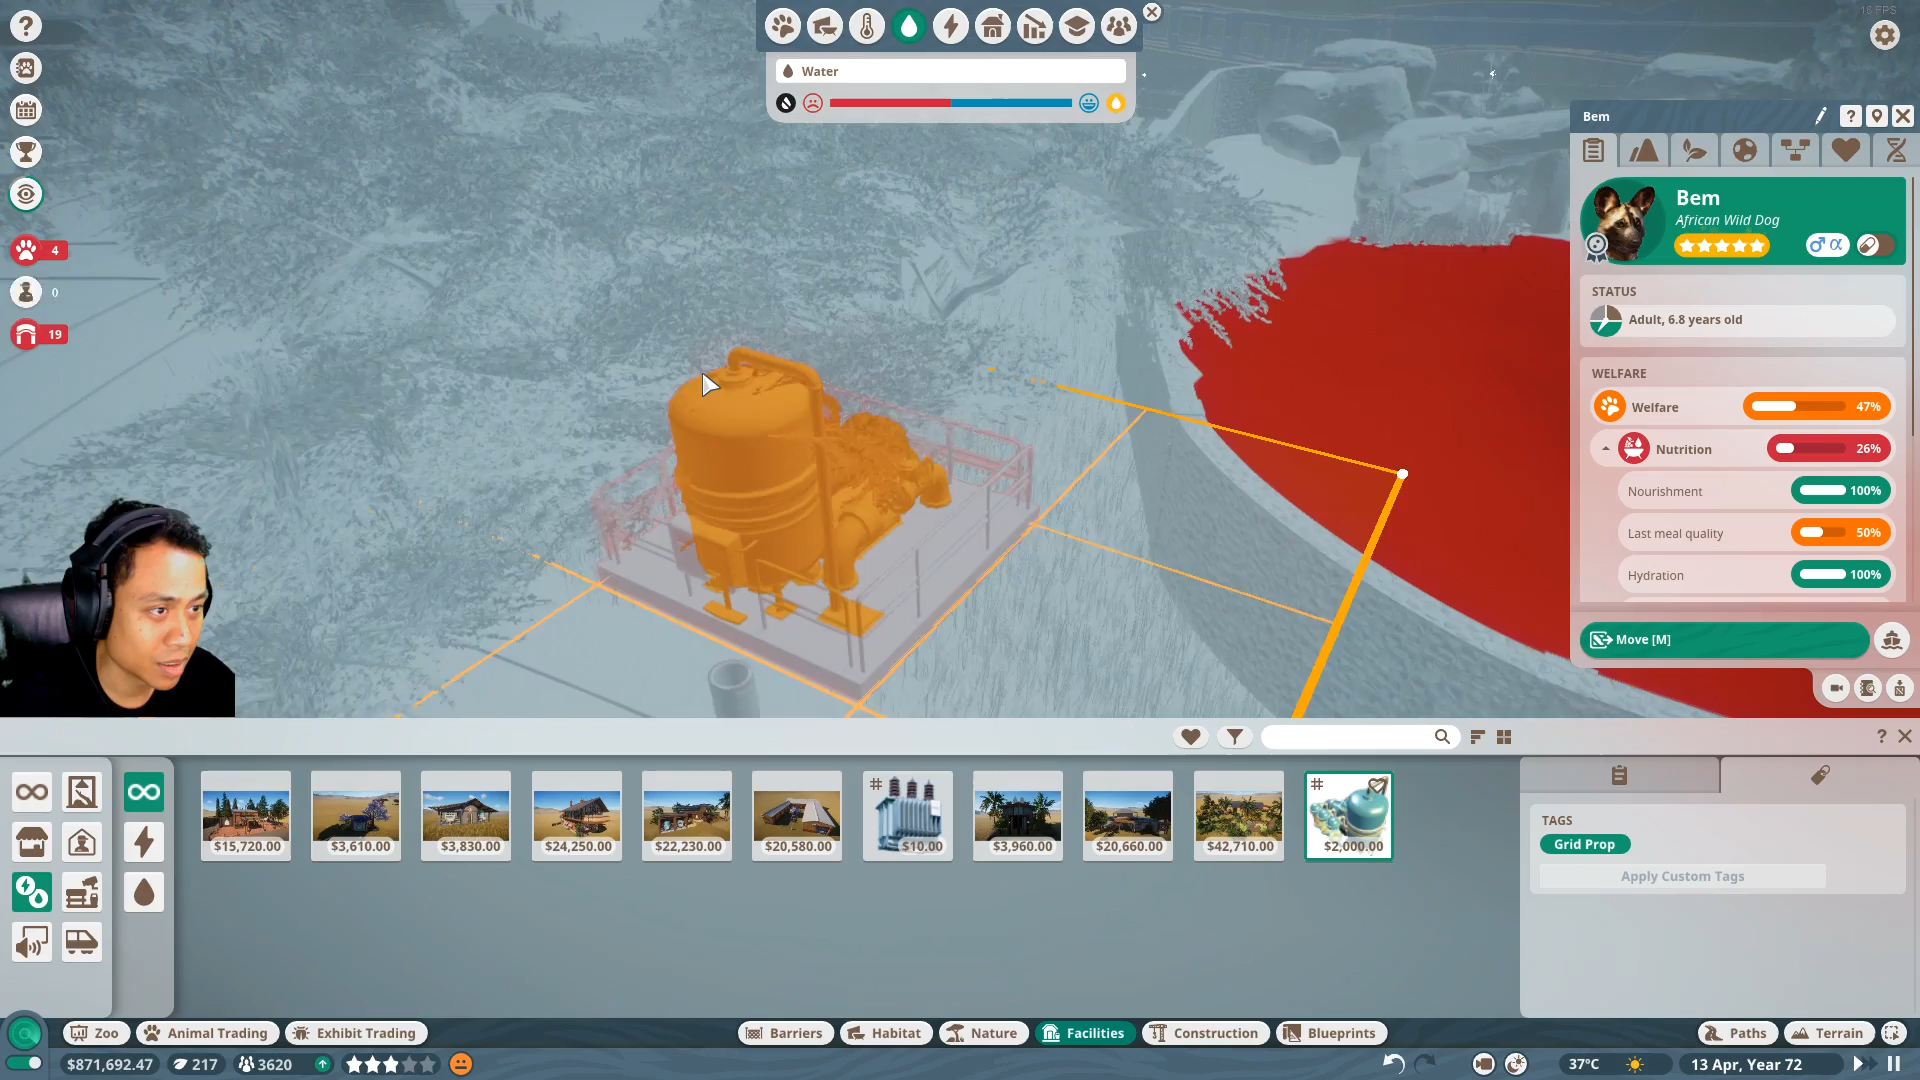 18 FPS
Water
4
0
19
Bem
Bem
African Wild Dog
STATUS
Adult, 6.8 years old
WELFARE
Welfare
47%
Nutrition
26%
Nourishment
100%
Last meal quality
50%
Hydration
100%
Move [M]
$15,720.00
$3,610.00
$3,830.00
$24,250.00
$22,230.00
$20,580.00
$10.00
$3,960.00
$20,660.00
$42,710.00
$2,000.00
TAGS
Grid Prop
Apply Custom Tags
Zoo
Animal Trading
Exhibit Trading
Barriers
Habitat
Nature
Facilities
Construction
Blueprints
Paths
Terrain
$871,692.47
217
3620
37°C
13 Apr, Year 72